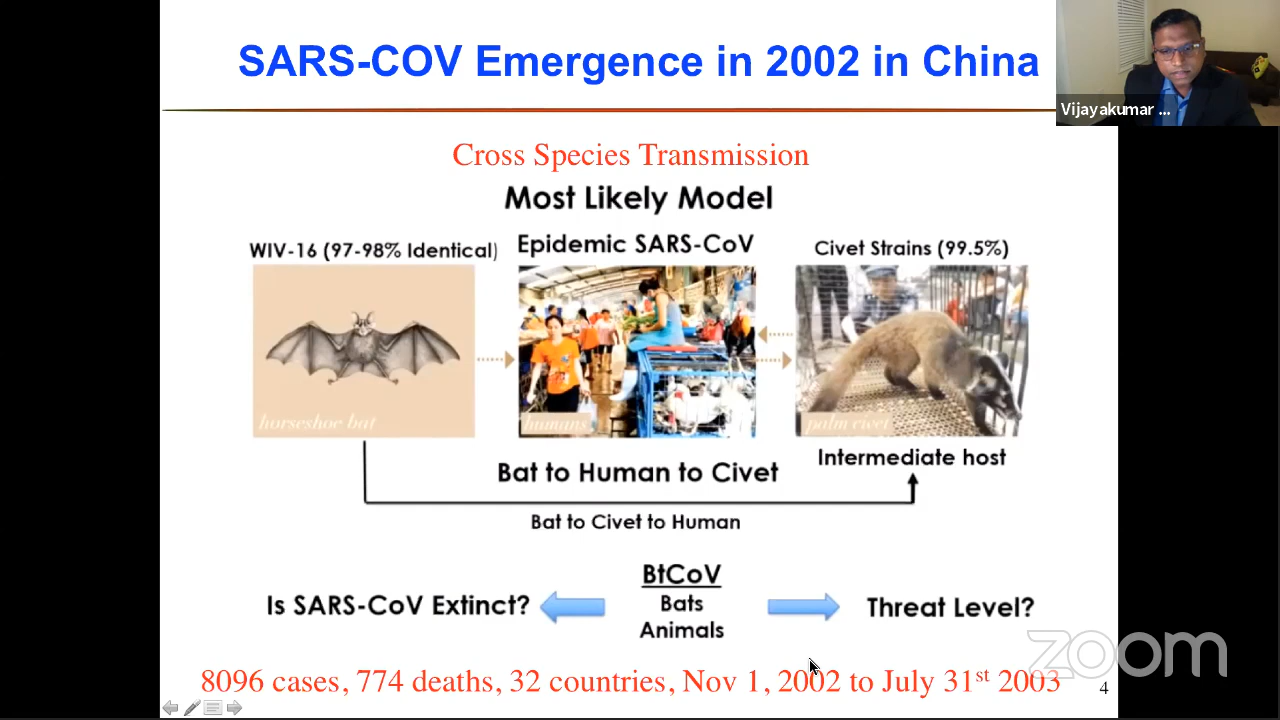 SARS-COV Emergence in 2002 in China
Vijayakumar ...
Cross Species Transmission
Most Likely Model
WIV-16 (97-98% Identical)
Epidemic SARS-CoV
Civet Strains (99.5%)
horseshoe bat
humans
palm civet
Intermediate host
Bat to Human to Civet
Bat to Civet to Human
BtCoV
Bats
Animals
Is SARS-CoV Extinct?
Threat Level?
zoom
8096 cases, 774 deaths, 32 countries, Nov 1, 2002 to July 31st 2003
4